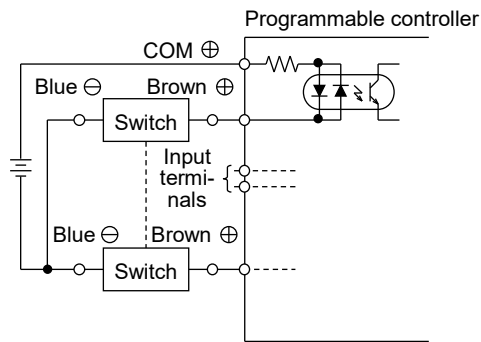 Programmable controller
COM ⊕
Blue ⊖ Brown ⊕
Switch
Input
termi-
nals
Blue ⊖ Brown ⊕
Switch